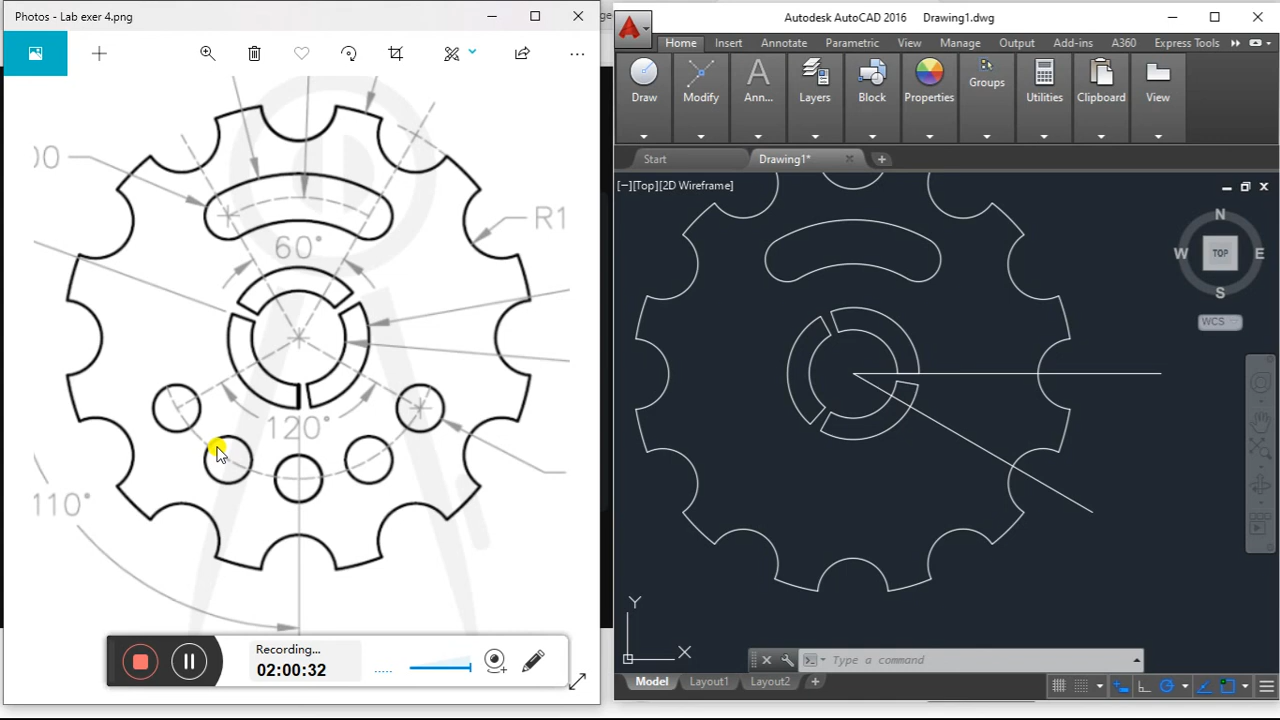 Photos - Lab exer 4.png
00
R1
60°
120°
110°
Recording...
02:00:32
Autodesk AutoCAD 2016 Drawing1.dwg
Home Insert Annotate Parametric View Manage Output Add-ins A360 Express Tools
Draw Modify Ann... Layers Block Properties Groups Utilities Clipboard View
Start Drawing1*
[−][Top][2D Wireframe]
N
W TOP E
S
WCS
Y
X
Type a command
Model Layout1 Layout2